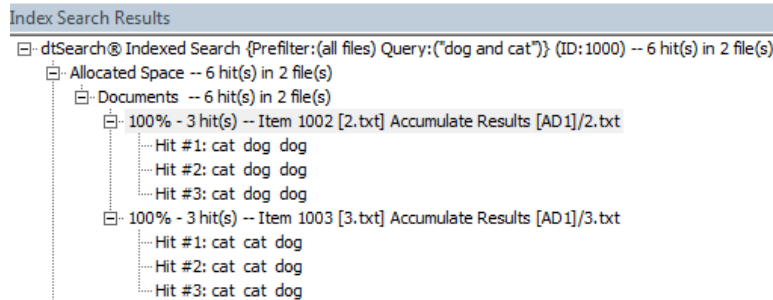 Index Search Results
dtSearch® Indexed Search {Prefilter:(all files) Query:("dog and cat")} (ID:1000) -- 6 hit(s) in 2 file(s)
Allocated Space -- 6 hit(s) in 2 file(s)
Documents -- 6 hit(s) in 2 file(s)
100% - 3 hit(s) -- Item 1002 [2.txt] Accumulate Results [AD1]/2.txt
Hit #1: cat dog dog
Hit #2: cat dog dog
Hit #3: cat dog dog
100% - 3 hit(s) -- Item 1003 [3.txt] Accumulate Results [AD1]/3.txt
Hit #1: cat cat dog
Hit #2: cat cat dog
Hit #3: cat cat dog